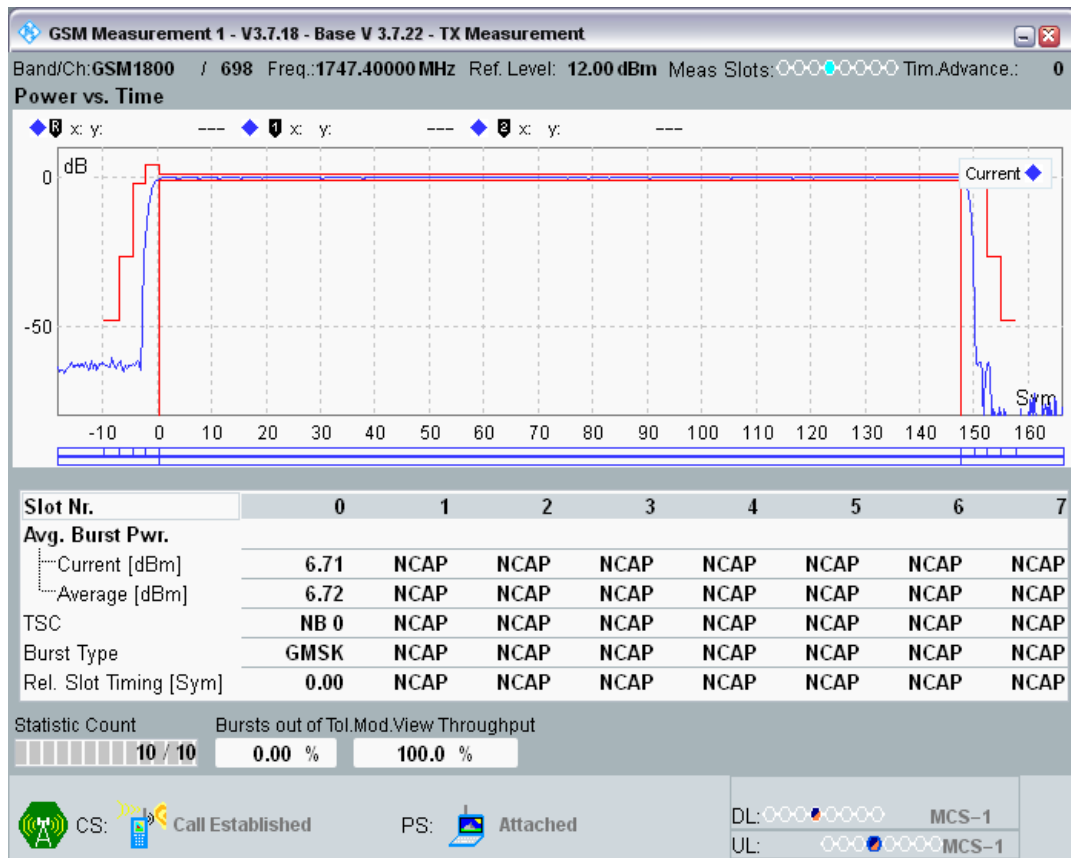 GSM Measurement 1 - V3.7.18 - Base V 3.7.22 - TX Measurement
Band/Ch:GSM1800 / 698 Freq.:1747.40000 MHz Ref. Level: 12.00 dBm Meas Slots: Tim.Advance.: 0
Power vs. Time
R x: y: --- 1 x: y: --- 2 x: y: ---
dB
0
Current
-50
Sym
-10 0 10 20 30 40 50 60 70 80 90 100 110 120 130 140 150 160
Slot Nr. 0 1 2 3 4 5 6 7
Avg. Burst Pwr.
Current [dBm] 6.71 NCAP NCAP NCAP NCAP NCAP NCAP NCAP
Average [dBm] 6.72 NCAP NCAP NCAP NCAP NCAP NCAP NCAP
TSC NB 0 NCAP NCAP NCAP NCAP NCAP NCAP NCAP
Burst Type GMSK NCAP NCAP NCAP NCAP NCAP NCAP NCAP
Rel. Slot Timing [Sym] 0.00 NCAP NCAP NCAP NCAP NCAP NCAP NCAP
Statistic Count Bursts out of Tol.Mod.View Throughput
10 / 10 0.00 % 100.0 %
CS: Call Established PS: Attached
DL: MCS-1
UL: MCS-1